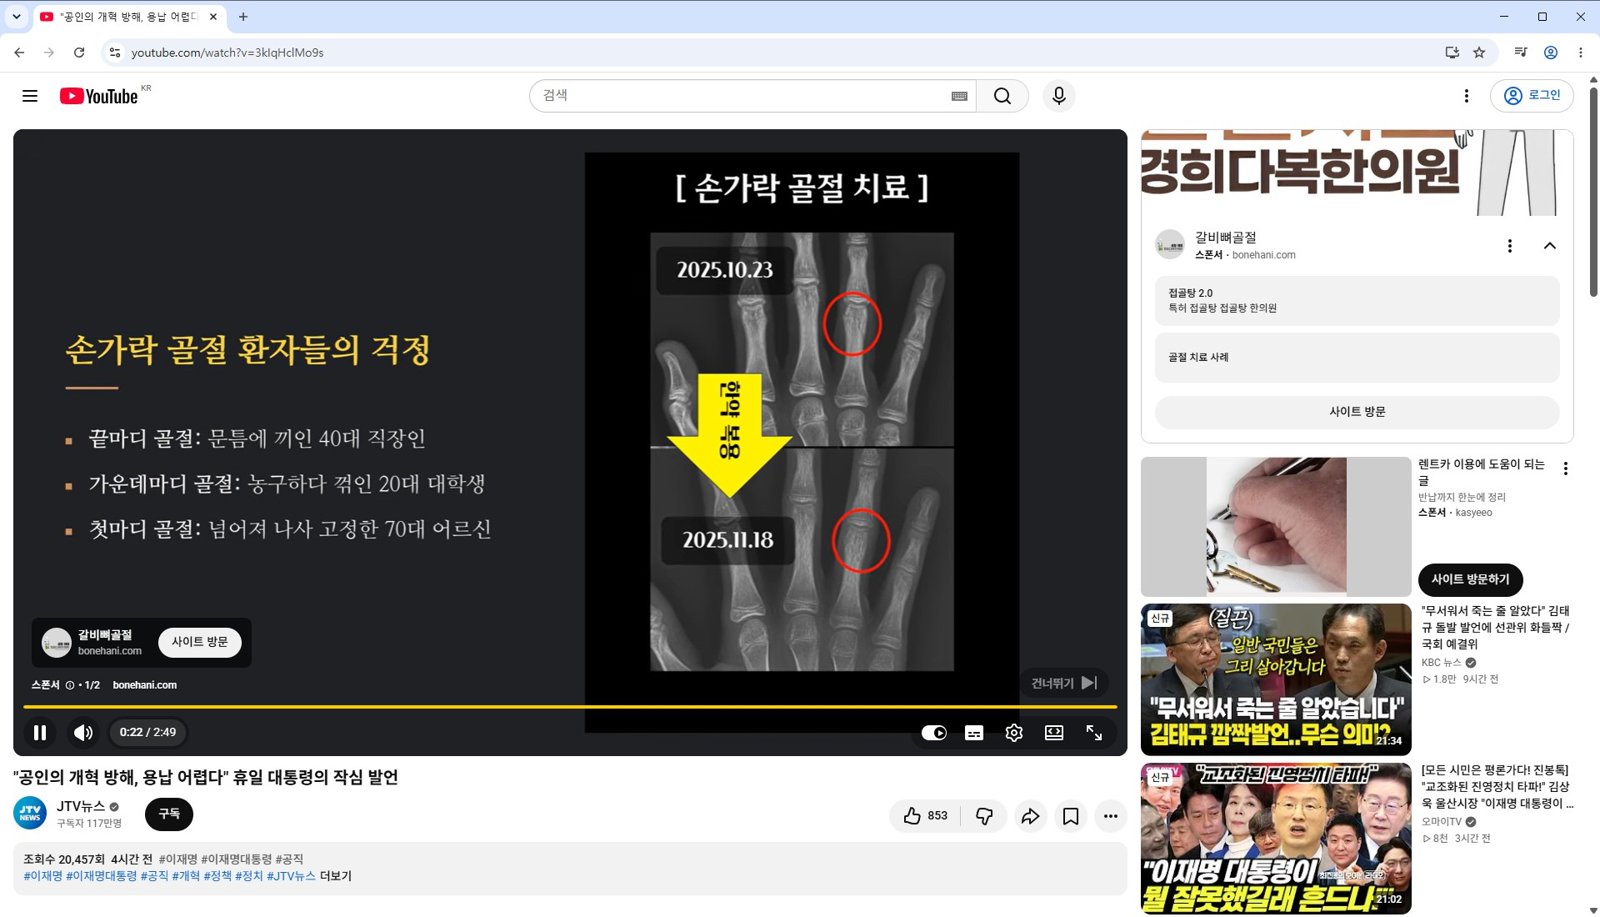 "공인의 개혁 방해, 용납 어렵다
youtube.com/watch?v=3kIqHclMo9s
YouTube KR
검색
로그인
[ 손가락 골절 치료 ]
2025.10.23
한약 복용
2025.11.18
손가락 골절 환자들의 걱정
▪ 끝마디 골절: 문틈에 끼인 40대 직장인
▪ 가운데마디 골절: 농구하다 꺾인 20대 대학생
▪ 첫마디 골절: 넘어져 나사 고정한 70대 어르신
갈비뼈골절
bonehani.com
사이트 방문
스폰서 • 1/2 bonehani.com
건너뛰기
0:22 / 2:49
"공인의 개혁 방해, 용납 어렵다" 휴일 대통령의 작심 발언
JTV NEWS
JTV뉴스
구독자 117만명
구독
853
조회수 20,457회 4시간 전 #이재명 #이재명대통령 #공직
#이재명 #이재명대통령 #공직 #개혁 #정책 #정치 #JTV뉴스 더보기
경희다복한의원
갈비뼈골절
스폰서 · bonehani.com
접골탕 2.0
특허 접골탕 접골탕 한의원
골절 치료 사례
사이트 방문
렌트카 이용에 도움이 되는
글
반납까지 한눈에 정리
스폰서 · kasyeeo
사이트 방문하기
신규
(질끈)
일반 국민들은
그리 살아갑니다
"무서워서 죽는 줄 알았습니다"
김태규 깜짝발언..무슨 의미?
21:34
"무서워서 죽는 줄 알았다" 김태
규 돌발 발언에 선관위 화들짝 /
국회 예결위
KBC 뉴스
1.8만 9시간 전
신규
"교조화된 진영정치 타파!"
"이재명 대통령이
뭘 잘못했길래 흔드냐!"
21:02
[모든 시민은 평론가다! 진봉톡]
"교조화된 진영정치 타파!" 김상
욱 울산시장 "이재명 대통령이 ...
오마이TV
8천 3시간 전